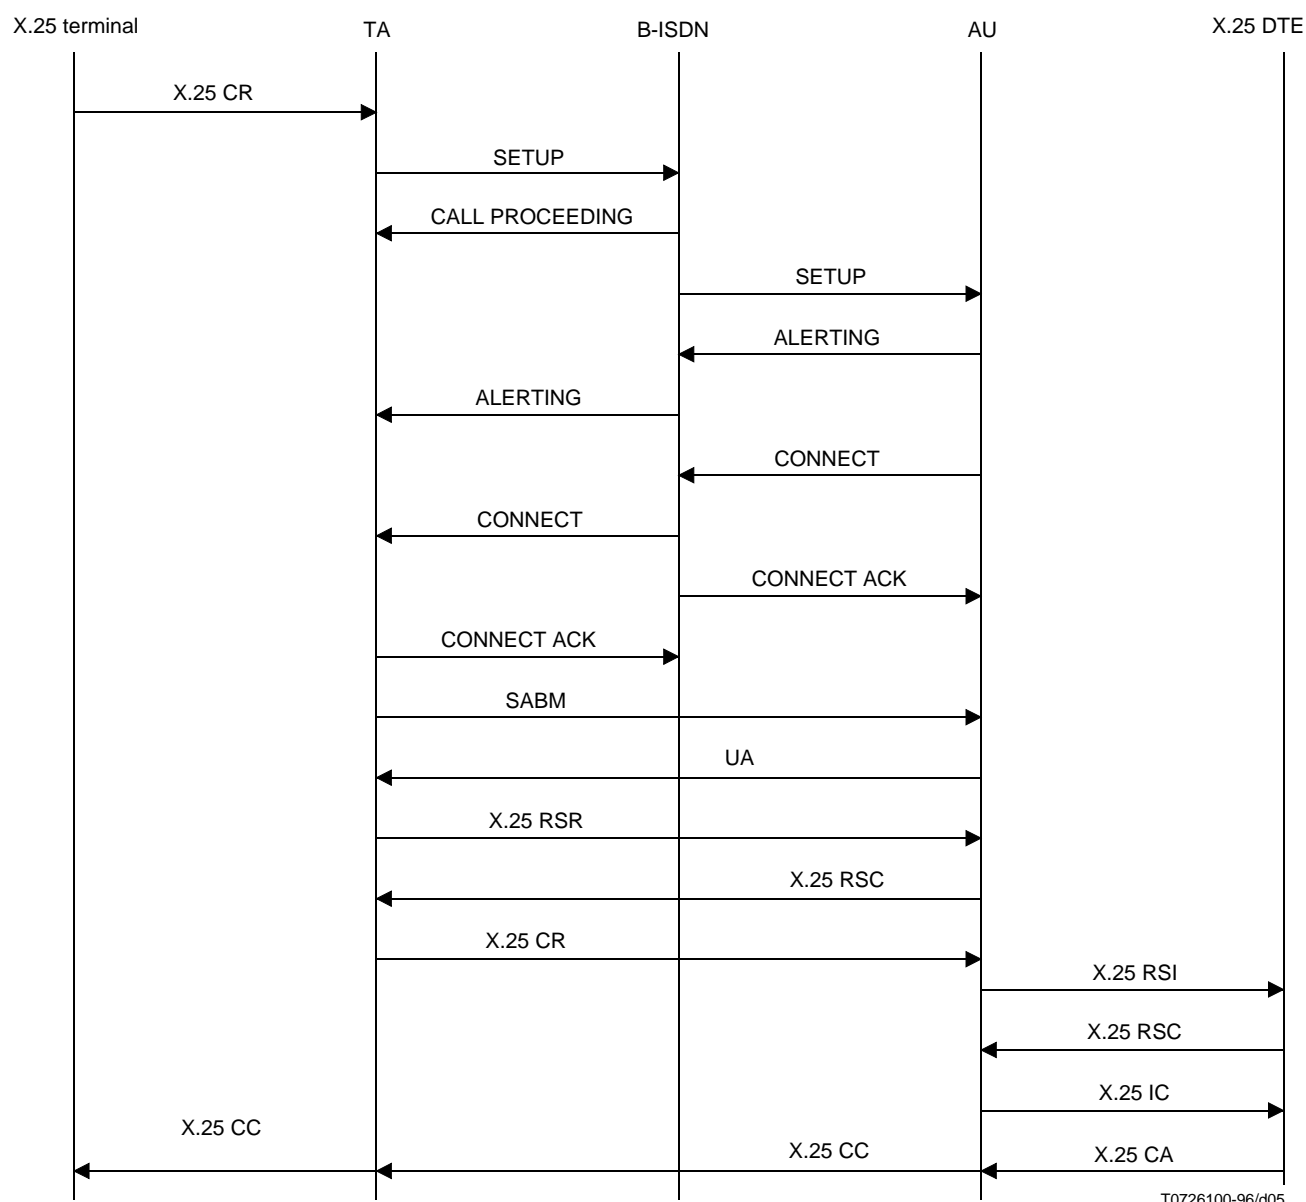 X.25 terminal
TA
B-ISDN
AU
X.25 DTE
X.25 CR
SETUP
CALL PROCEEDING
SETUP
ALERTING
ALERTING
CONNECT
CONNECT
CONNECT ACK
CONNECT ACK
SABM
UA
X.25 RSR
X.25 RSC
X.25 CR
X.25 RSI
X.25 RSC
X.25 IC
X.25 CC
X.25 CC
X.25 CA
T0726100-96/d05